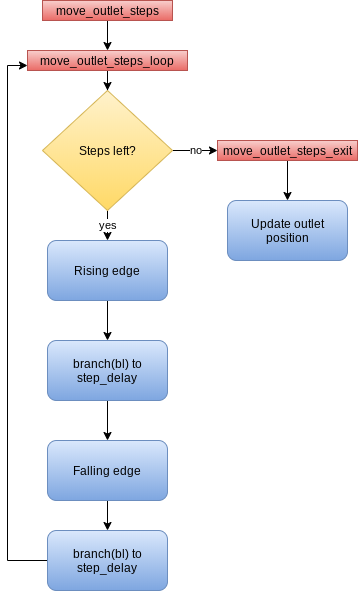 move_outlet_steps
move_outlet_steps_loop
Steps left?
no
move_outlet_steps_exit
yes
Update outlet
position
Rising edge
branch(bl) to
step_delay
Falling edge
branch(bl) to
step_delay